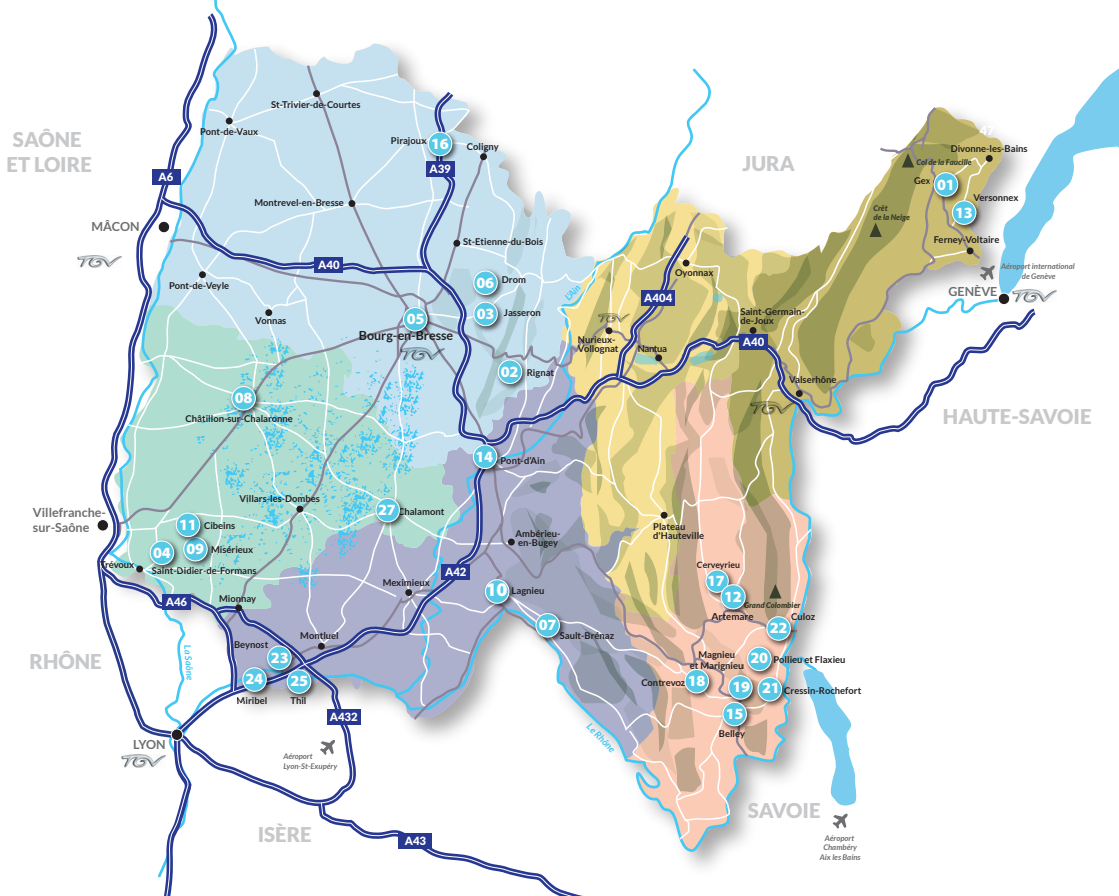 St-Trivier-de-Courtes
Pont-de-Vaux
SAÔNE
ET LOIRE
Pirajoux
16
Coligny
A39
JURA
47
Divonne-les-Bains
Col de la Faucille
Gex
01
Versonnex
13
A6
Montrevel-en-Bresse
Crêt
de la Neige
MÂCON
TGV
St-Etienne-du-Bois
Ferney-Voltaire
A40
Pont-de-Veyle
06
Drom
Oyonnax
Aéroport international
de Genève
GENÈVE
TGV
L'Ain
A404
Vonnas
05
Bourg-en-Bresse
TGV
03
Jasseron
TGV
Nurieux-
Vollognat
Nantua
Saint-Germain-
de-Joux
A40
02
Rignat
Valserhône
TGV
08
Châtillon-sur-Chalaronne
HAUTE-SAVOIE
14
Pont-d'Ain
Villars-les-Dombes
27
Chalamont
Villefranche-
sur-Saône
11
Cibeins
Plateau
d'Hauteville
04
09
Misérieux
Ambérieu-
en-Bugey
Trévoux
Saint-Didier-de-Formans
Cerveyrieu
17
A42
10
Lagnieu
Meximieux
12
Grand Colombier
Artemare
A46
Mionnay
Culoz
22
07
Sault-Brénaz
Montluel
Beynost
23
RHÔNE
La Saône
Magnieu
et Marignieu
20
Pollieu et Flaxieu
24
Miribel
25
Thil
Contrevoz
18
19
21
Cressin-Rochefort
A432
15
Belley
LYON
TGV
Le Rhône
Aéroport
Lyon-St-Exupéry
SAVOIE
ISÈRE
A43
Aéroport
Chambéry
Aix les Bains